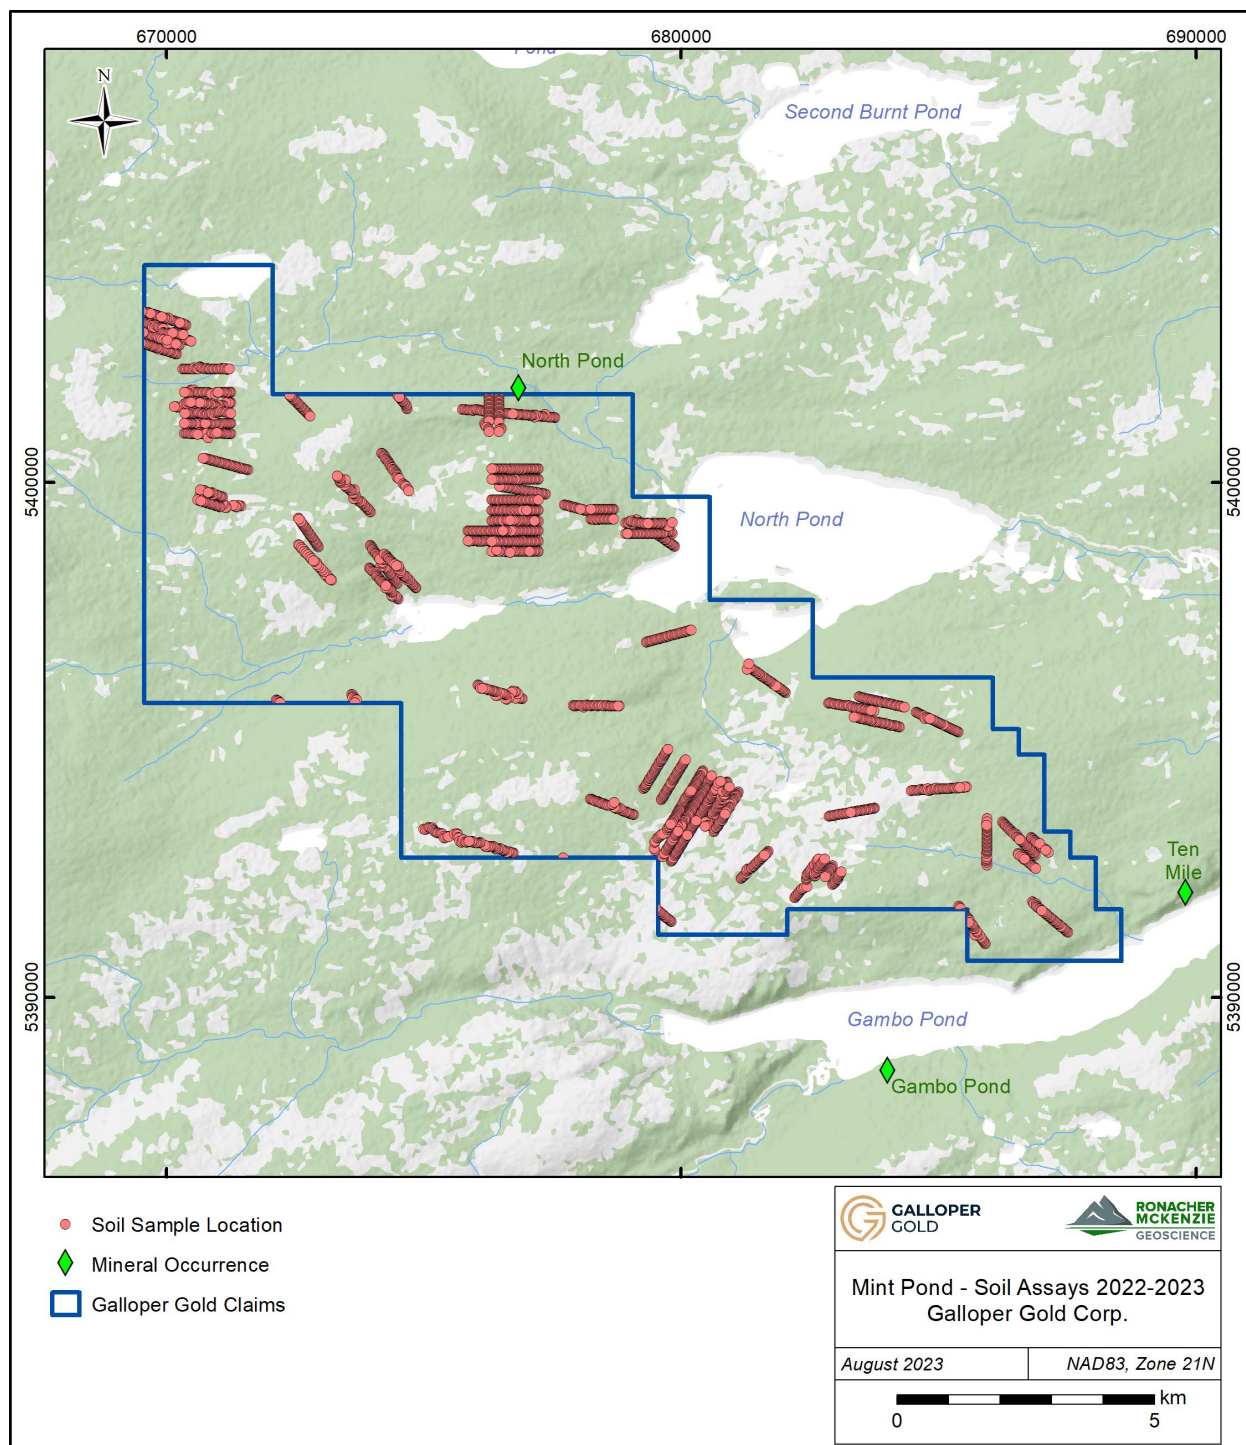 670000
680000
690000
Pond
N
Second Burnt Pond
North Pond
5400000
5400000
North Pond
Ten
Mile
5390000
5390000
Gambo Pond
Gambo Pond
Soil Sample Location
Mineral Occurrence
Galloper Gold Claims
GALLOPER
GOLD
RONACHER
MCKENZIE
GEOSCIENCE
Mint Pond - Soil Assays 2022-2023
Galloper Gold Corp.
August 2023
NAD83, Zone 21N
km
0
5